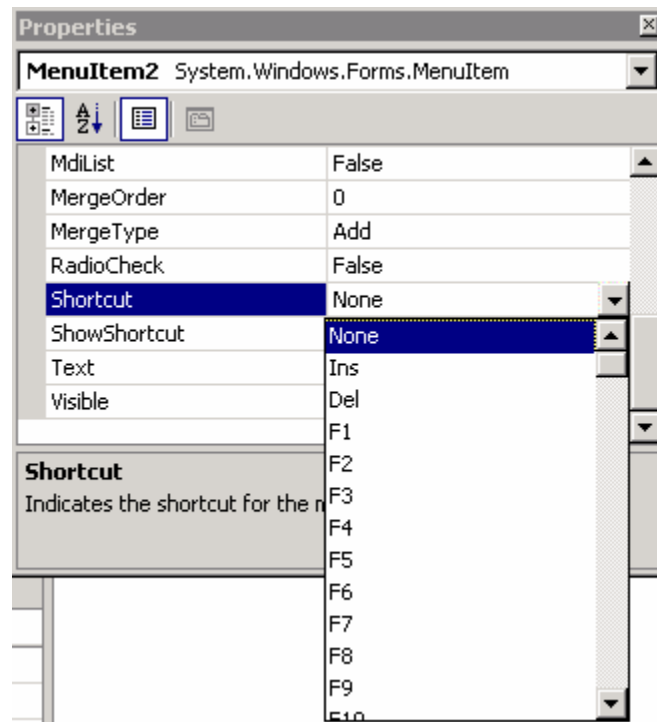 Properties
MenuItem2 System.Windows.Forms.MenuItem
A
Z
MdiList False
MergeOrder 0
MergeType Add
RadioCheck False
Shortcut None
ShowShortcut None
Text Ins
Visible Del
F1
F2
Shortcut
Indicates the shortcut for the
F3
F4
F5
F6
F7
F8
F9
F10